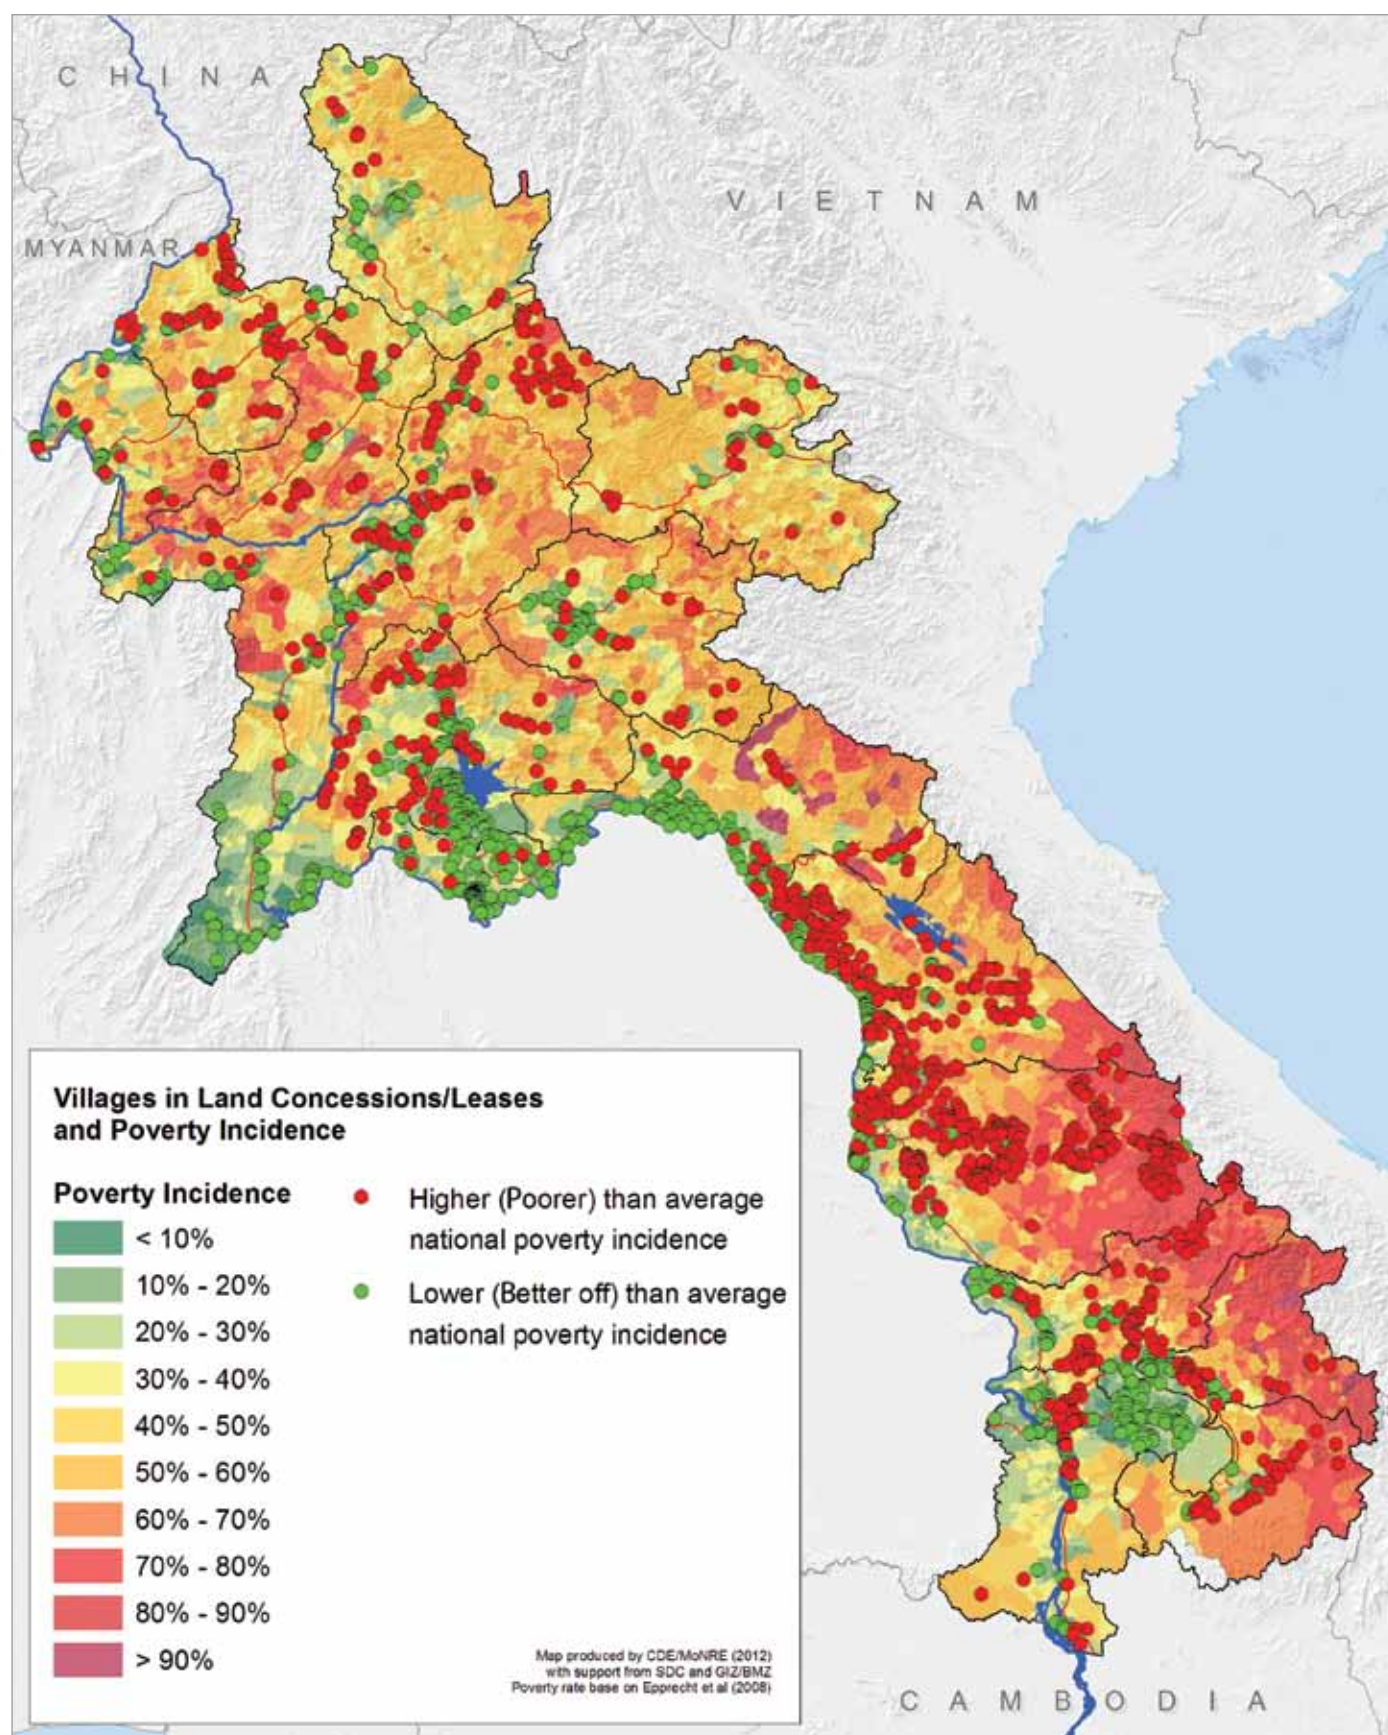 CHINA
VIETNAM
MYANMAR
Villages in Land Concessions/Leases
and Poverty Incidence
Poverty Incidence
< 10%
10% - 20%
20% - 30%
30% - 40%
40% - 50%
50% - 60%
60% - 70%
70% - 80%
80% - 90%
> 90%
Higher (Poorer) than average
national poverty incidence
Lower (Better off) than average
national poverty incidence
Map produced by CDE/MoNRE (2012)
with support from SDC and GIZ/BMZ
Poverty rate base on Epprecht et al (2008)
CAMBODIA